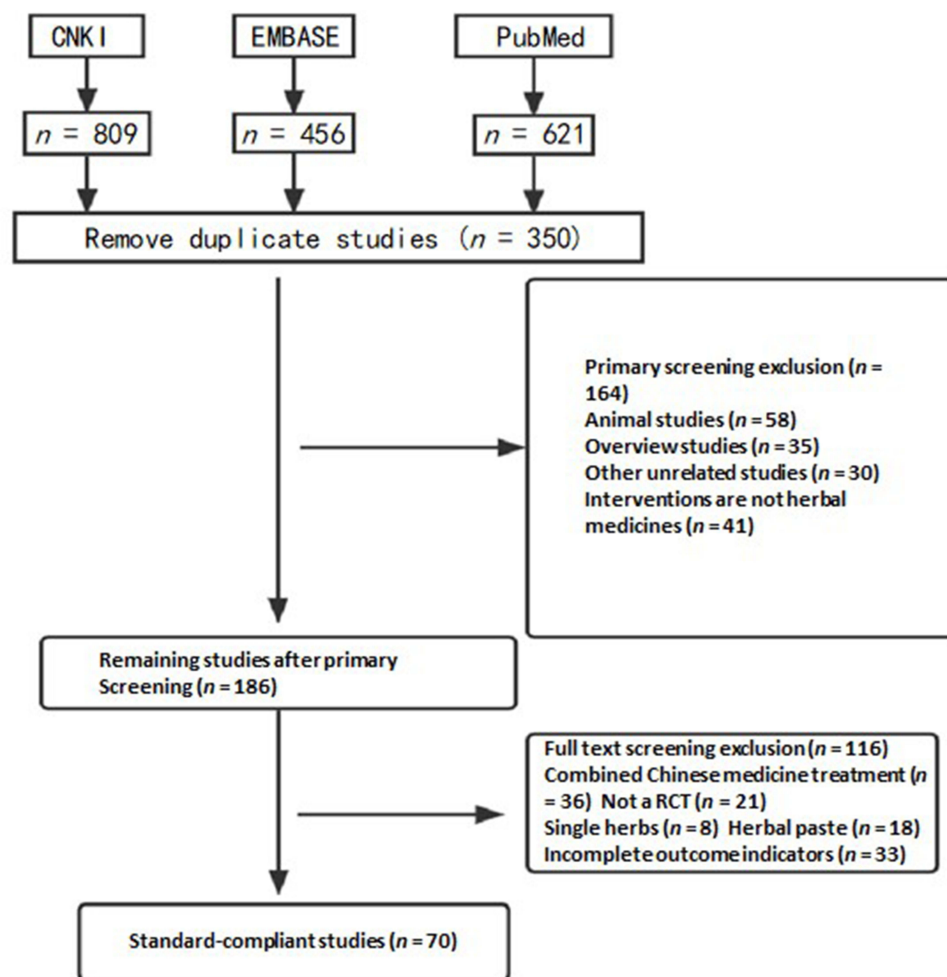 CNKI
EMBASE
PubMed
n = 809
n = 456
n = 621
Remove duplicate studies (n = 350)
Primary screening exclusion (n =
164)
Animal studies (n = 58)
Overview studies (n = 35)
Other unrelated studies (n = 30)
Interventions are not herbal
medicines (n = 41)
Remaining studies after primary
Screening (n = 186)
Full text screening exclusion (n = 116)
Combined Chinese medicine treatment (n
= 36) Not a RCT (n = 21)
Single herbs (n = 8) Herbal paste (n = 18)
Incomplete outcome indicators (n = 33)
Standard-compliant studies (n = 70)